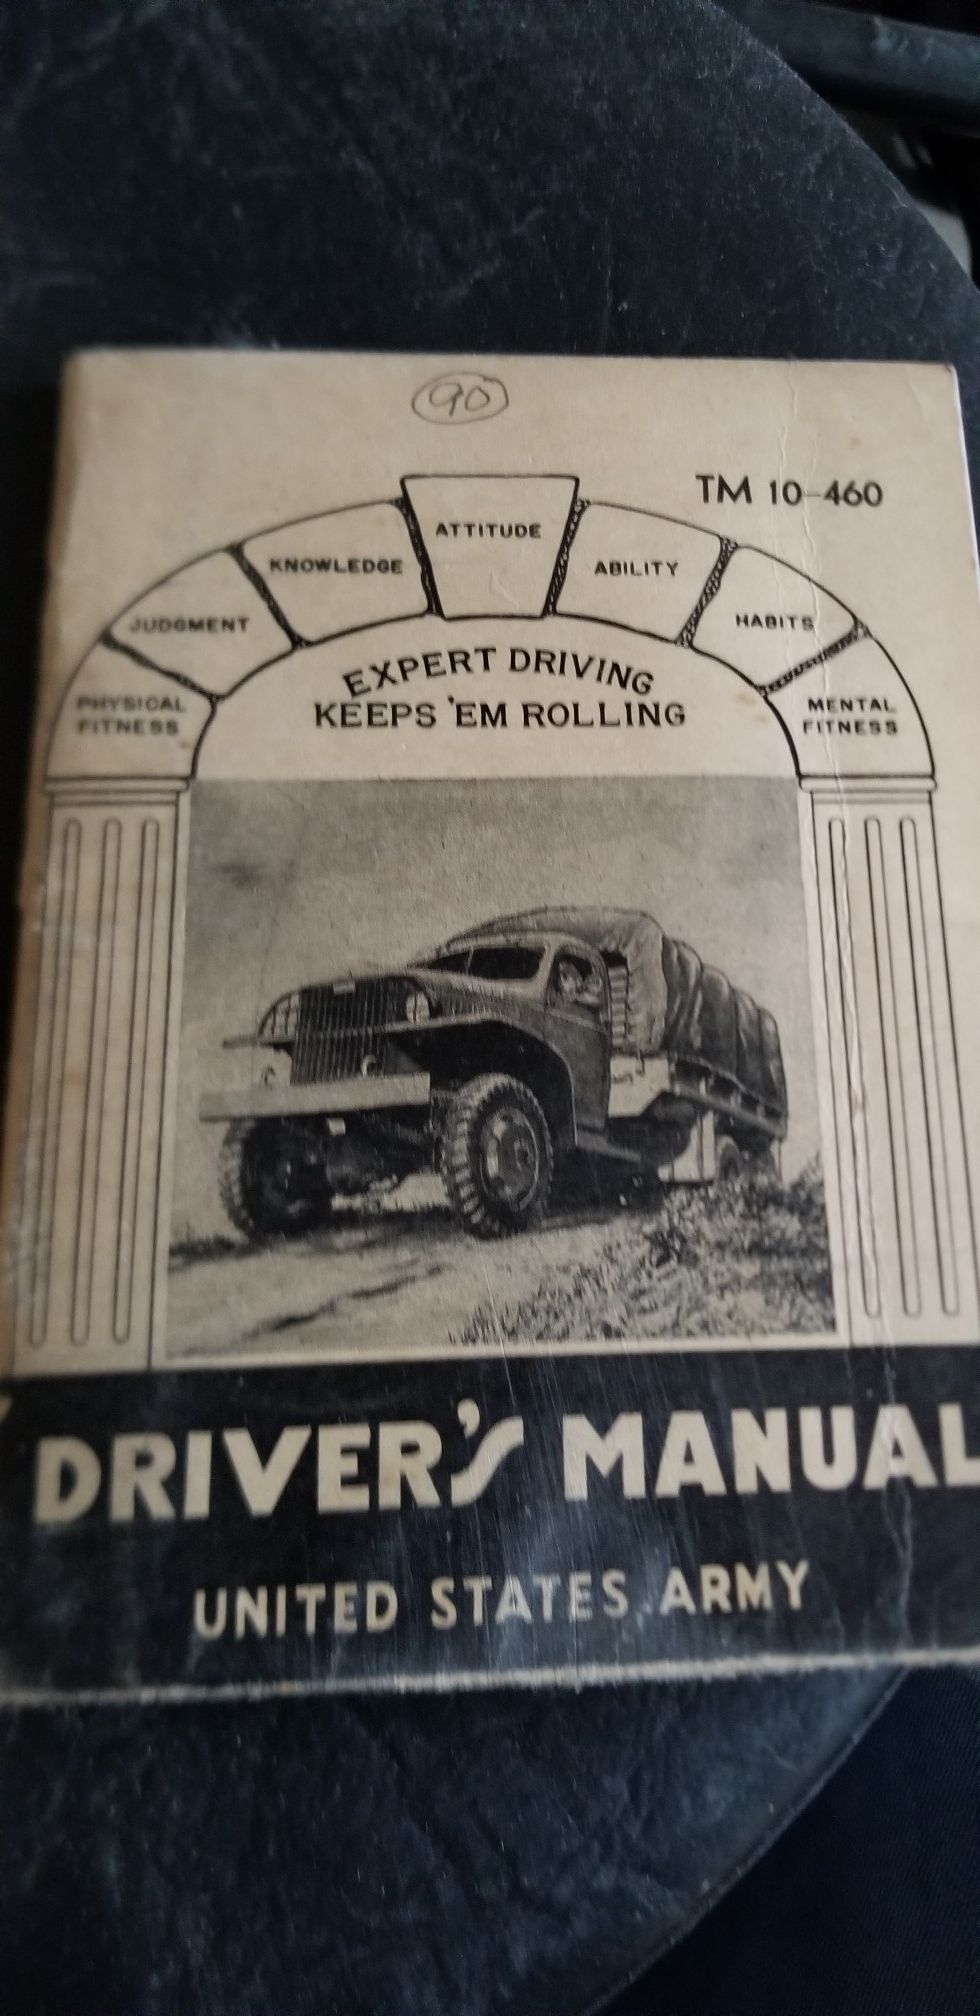 90
TM 10-460
ATTITUDE
KNOWLEDGE
ABILITY
JUDGMENT
HABITS
PHYSICAL
FITNESS
MENTAL
FITNESS
EXPERT DRIVING
KEEPS 'EM ROLLING
DRIVER'S MANUAL
UNITED STATES ARMY